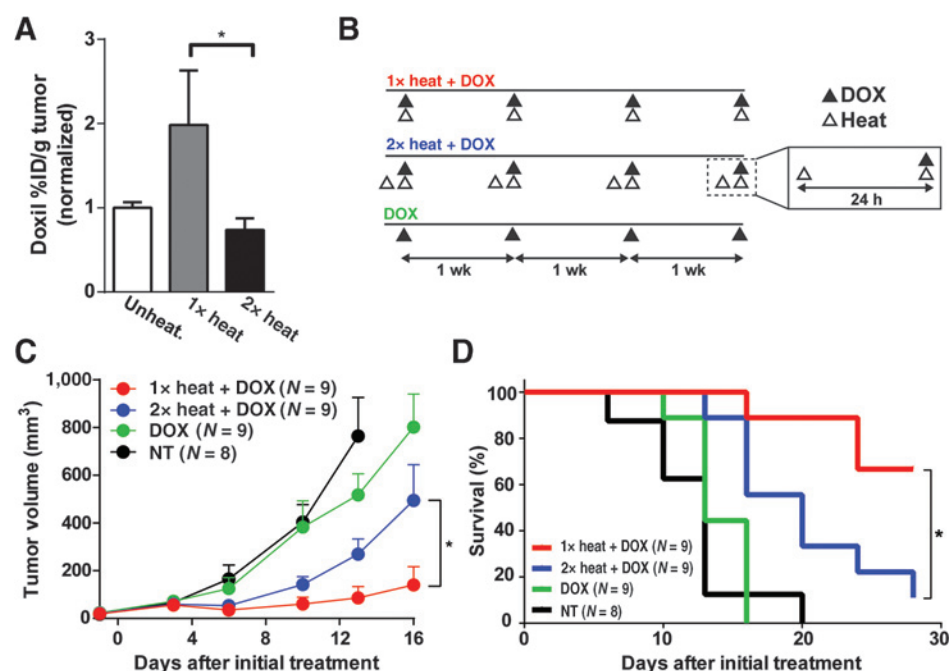 A
3
2
1
0
Doxil %ID/g tumor
(normalized)
*
Unheat.
1× heat
2× heat
B
1× heat + DOX
2× heat + DOX
DOX
1 wk
1 wk
1 wk
▲DOX
△Heat
24 h
C
1,000
800
600
400
200
0
Tumor volume (mm³)
1× heat + DOX (N = 9)
2× heat + DOX (N = 9)
DOX (N = 9)
NT (N = 8)
*
0 4 8 12 16
Days after initial treatment
D
100
80
60
40
20
0
Survival (%)
1× heat + DOX (N = 9)
2× heat + DOX (N = 9)
DOX (N = 9)
NT (N = 8)
*
0 10 20 30
Days after initial treatment